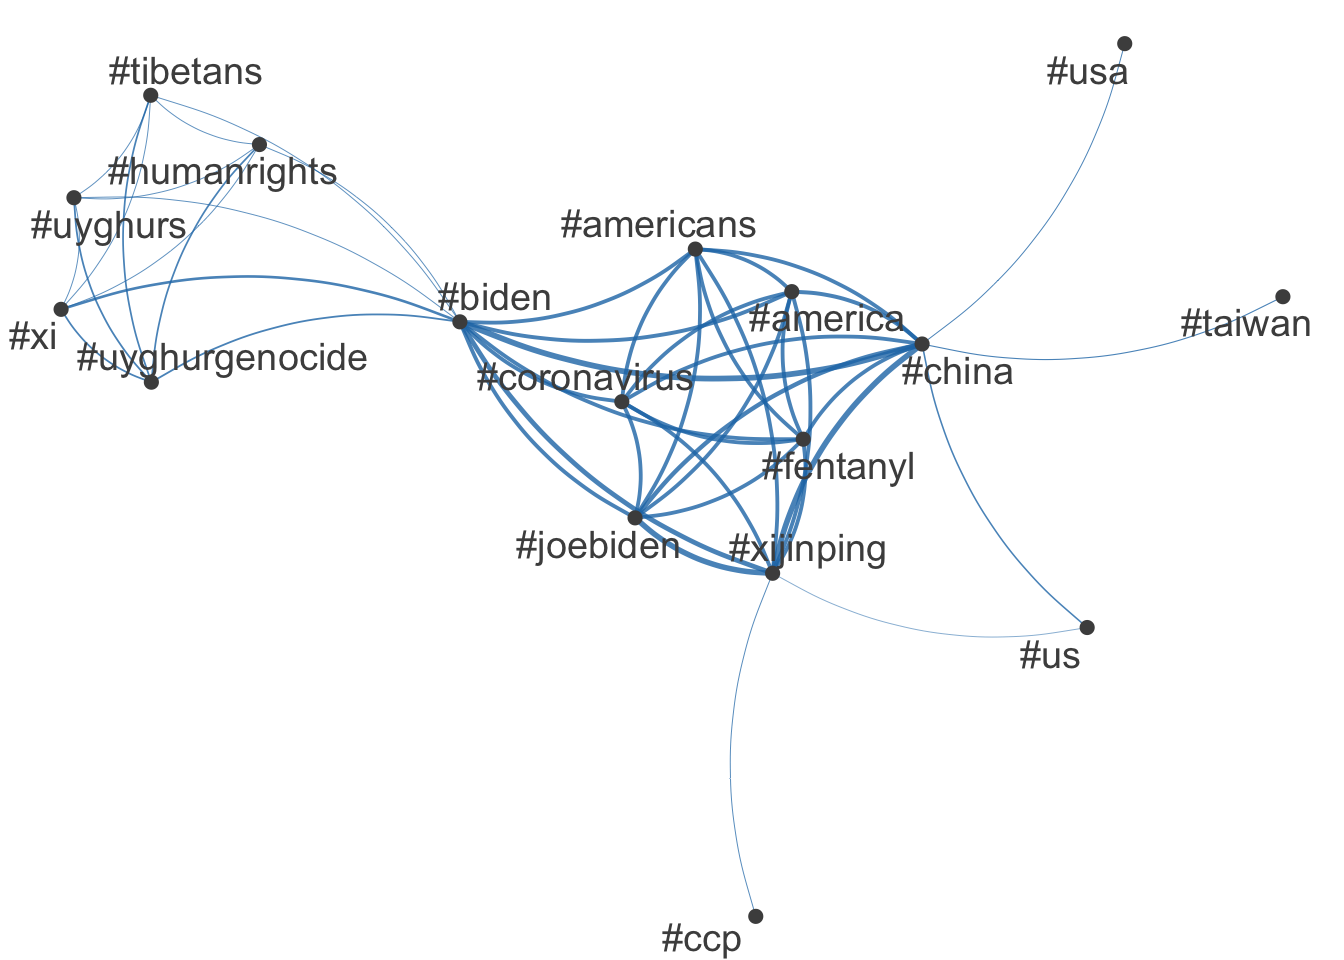 #usa
#tibetans
#humanrights
#uyghurs
#americans
#biden
#america
#taiwan
#xi
#uyghurgenocide
#coronavirus
#china
#fentanyl
#joebiden
#xijinping
#us
#ccp